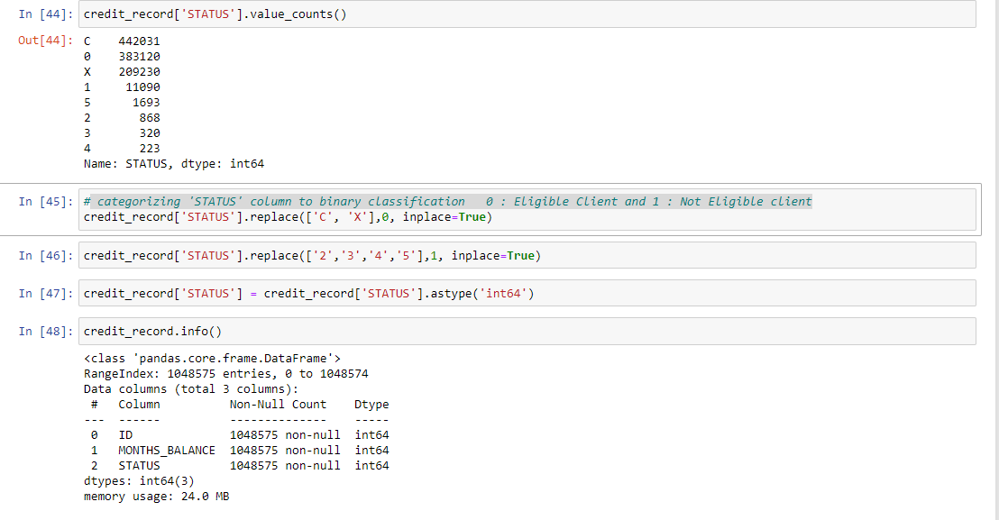 In [44]: credit_record['STATUS'].value_counts()
Out[44]: C    442031
0    383120
X    209230
1     11090
5      1693
2       868
3       320
4       223
Name: STATUS, dtype: int64
In [45]: # categorizing 'STATUS' column to binary classification   0 : Eligible Client and 1 : Not Eligible client
credit_record['STATUS'].replace(['C', 'X'],0, inplace=True)
In [46]: credit_record['STATUS'].replace(['2','3','4','5'],1, inplace=True)
In [47]: credit_record['STATUS'] = credit_record['STATUS'].astype('int64')
In [48]: credit_record.info()
<class 'pandas.core.frame.DataFrame'>
RangeIndex: 1048575 entries, 0 to 1048574
Data columns (total 3 columns):
 #   Column          Non-Null Count    Dtype
---  ------          --------------    -----
 0   ID              1048575 non-null  int64
 1   MONTHS_BALANCE  1048575 non-null  int64
 2   STATUS          1048575 non-null  int64
dtypes: int64(3)
memory usage: 24.0 MB